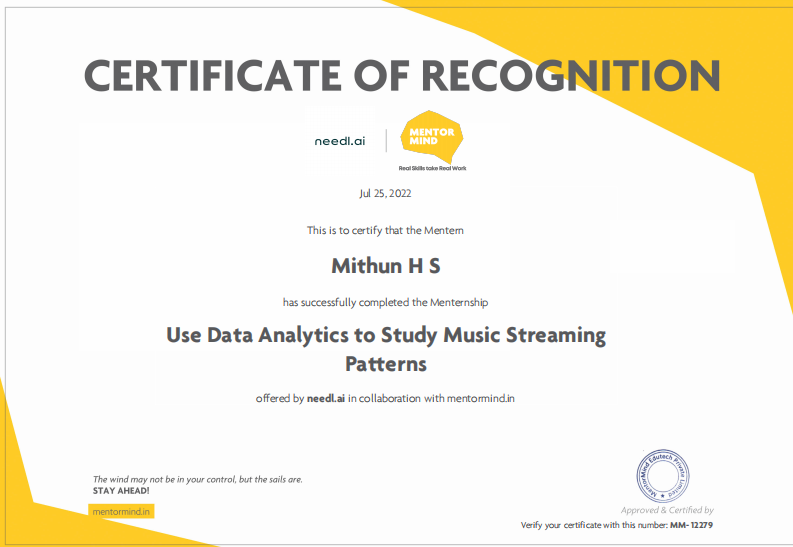 CERTIFICATE OF RECOGNITION
needl.ai
MENTOR
MIND
Real Skills take Real Work
Jul 25, 2022
This is to certify that the Mentern
Mithun H S
has successfully completed the Menternship
Use Data Analytics to Study Music Streaming
Patterns
offered by needl.ai in collaboration with mentormind.in
The wind may not be in your control, but the sails are.
STAY AHEAD!
mentormind.in
MentorMind Edutech Private Limited
Approved & Certified by
Verify your certificate with this number: MM-12279